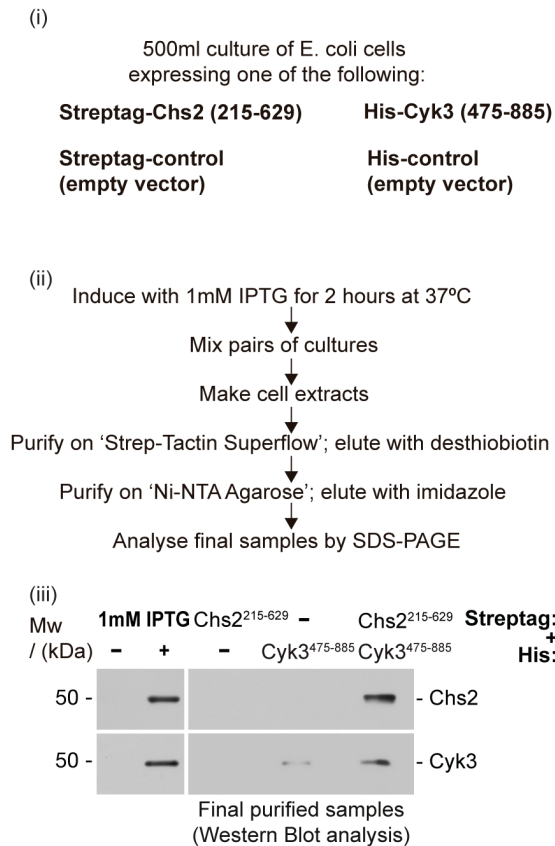 (i)
500ml culture of E. coli cells
expressing one of the following:
Streptag-Chs2 (215-629) His-Cyk3 (475-885)
Streptag-control His-control
(empty vector) (empty vector)
(ii)
Induce with 1mM IPTG for 2 hours at 37ºC
Mix pairs of cultures
Make cell extracts
Purify on ‘Strep-Tactin Superflow’; elute with desthiobiotin
Purify on ‘Ni-NTA Agarose’; elute with imidazole
Analyse final samples by SDS-PAGE
(iii)
Mw 1mM IPTG Chs2215-629 – Chs2215-629 Streptag:
+
/ (kDa) – + – Cyk3475-885 Cyk3475-885 His:
50 - - Chs2
50 - - Cyk3
Final purified samples
(Western Blot analysis)